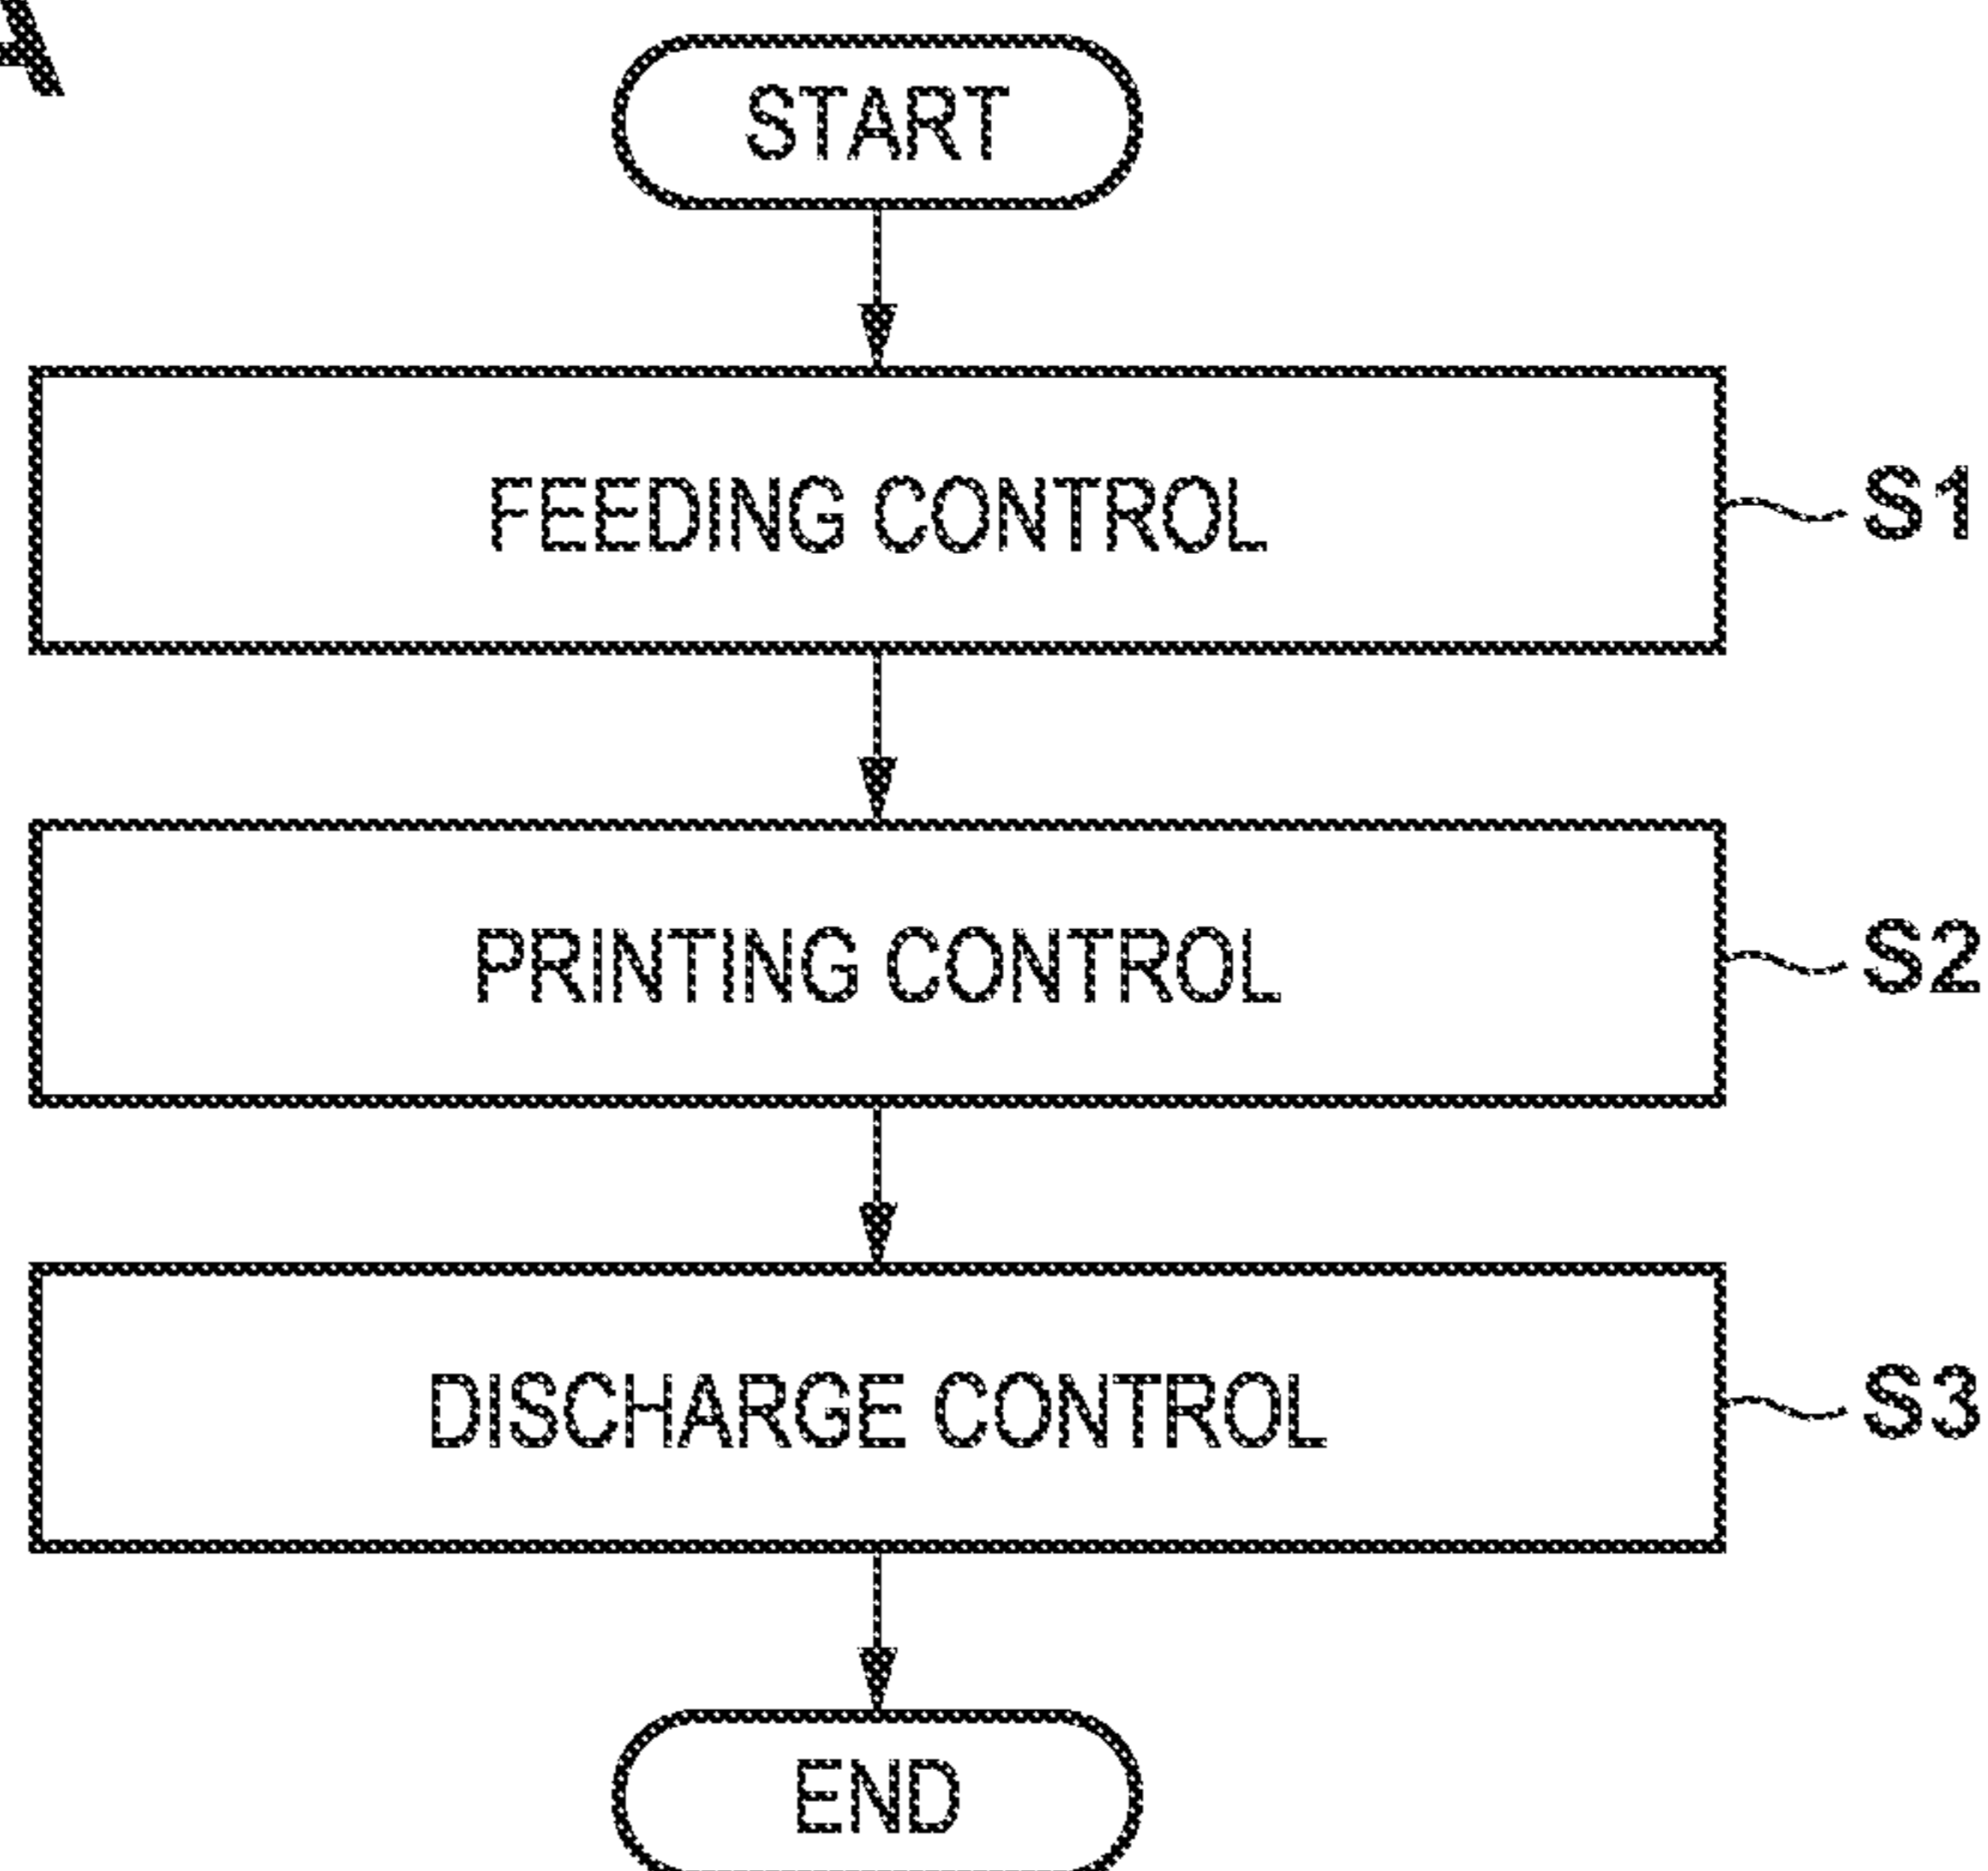 A
START
FEEDING CONTROL
S1
PRINTING CONTROL
S2
DISCHARGE CONTROL
S3
END